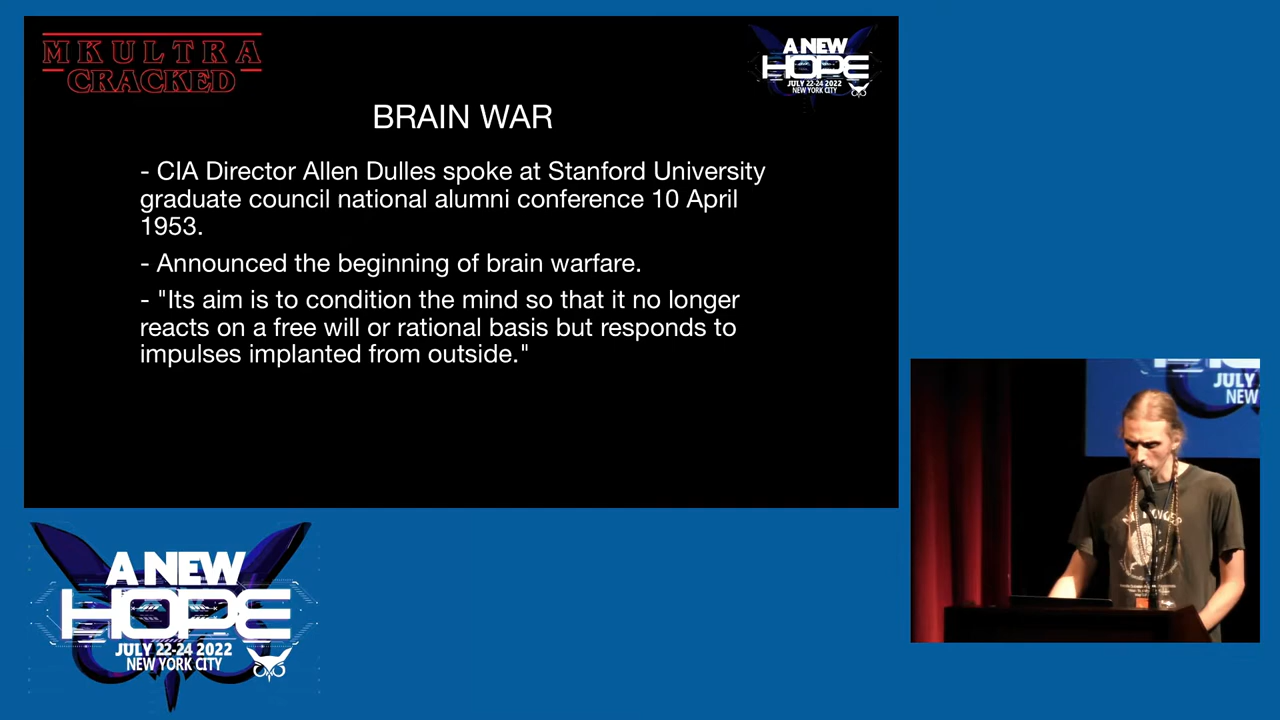 MKULTRA
CRACKED
A NEW
HOPE
JULY 22-24 2022
NEW YORK CITY
BRAIN WAR
- CIA Director Allen Dulles spoke at Stanford University
graduate council national alumni conference 10 April
1953.
- Announced the beginning of brain warfare.
- "Its aim is to condition the mind so that it no longer
reacts on a free will or rational basis but responds to
impulses implanted from outside."
JULY
NEW
A NEW
HOPE
JULY 22-24 2022
NEW YORK CITY